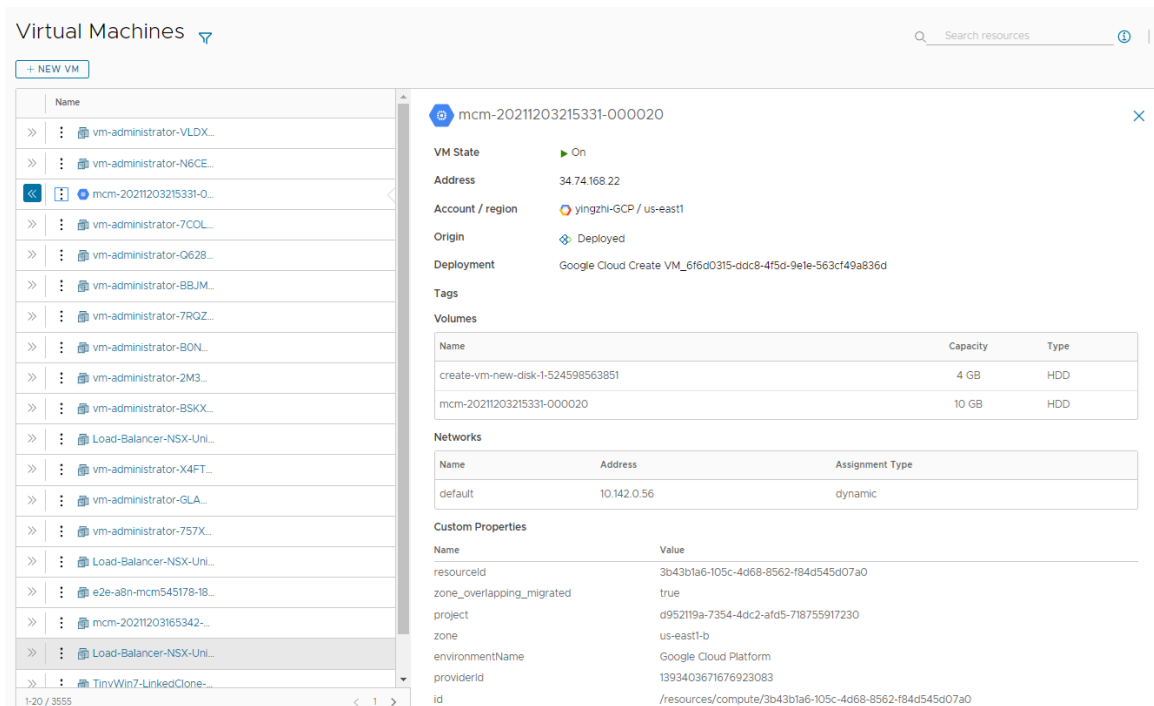 Virtual Machines
Search resources
+ NEW VM
Name
vm-administrator-VLDX...
vm-administrator-N6CE...
mcm-20211203215331-0...
vm-administrator-7COL...
vm-administrator-Q628...
vm-administrator-BBJM...
vm-administrator-7RQZ...
vm-administrator-B0N...
vm-administrator-2M3...
vm-administrator-BSKX...
Load-Balancer-NSX-Uni...
vm-administrator-X4FT...
vm-administrator-GLA...
vm-administrator-757X...
Load-Balancer-NSX-Uni...
e2e-a8n-mcm545178-18...
mcm-20211203165342-...
Load-Balancer-NSX-Uni...
TinyWin7-LinkedClone-...
1-20 / 3555 1
mcm-20211203215331-000020
VM State On
Address 34.74.168.22
Account / region yingzhi-GCP / us-east1
Origin Deployed
Deployment Google Cloud Create VM_6f6d0315-ddc8-4f5d-9e1e-563cf49a836d
Tags
Volumes
Name Capacity Type
create-vm-new-disk-1-524598563851 4 GB HDD
mcm-20211203215331-000020 10 GB HDD
Networks
Name Address Assignment Type
default 10.142.0.56 dynamic
Custom Properties
Name Value
resourceId 3b43b1a6-105c-4d68-8562-f84d545d07a0
zone_overlapping_migrated true
project d952119a-7354-4dc2-afd5-718755917230
zone us-east1-b
environmentName Google Cloud Platform
providerId 1393403671676923083
id /resources/compute/3b43b1a6-105c-4d68-8562-f84d545d07a0